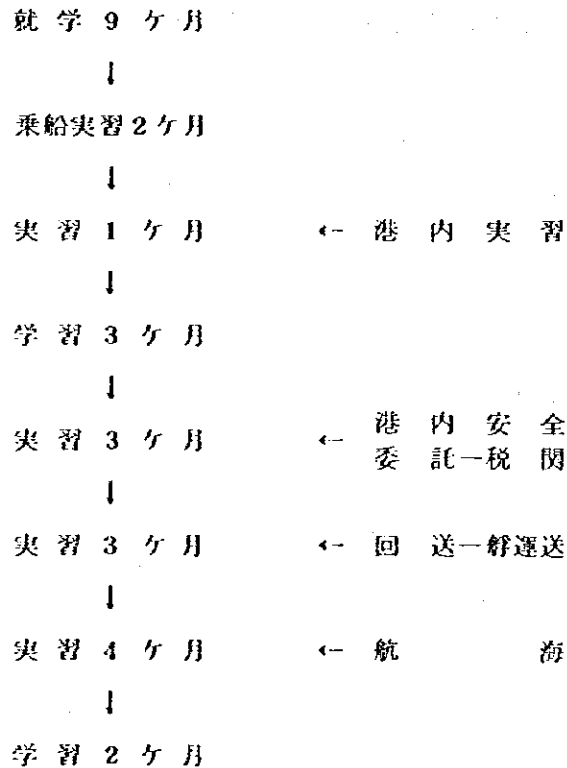 就学9ケ月
↓
乗船実習2ケ月
↓
実習1ケ月 ← 港内実習
↓
学習3ケ月
↓
実習3ケ月 ← 港内安全
委託一税関
↓
実習3ケ月 ← 回送一艀運送
↓
実習4ケ月 ← 航海
↓
学習2ケ月